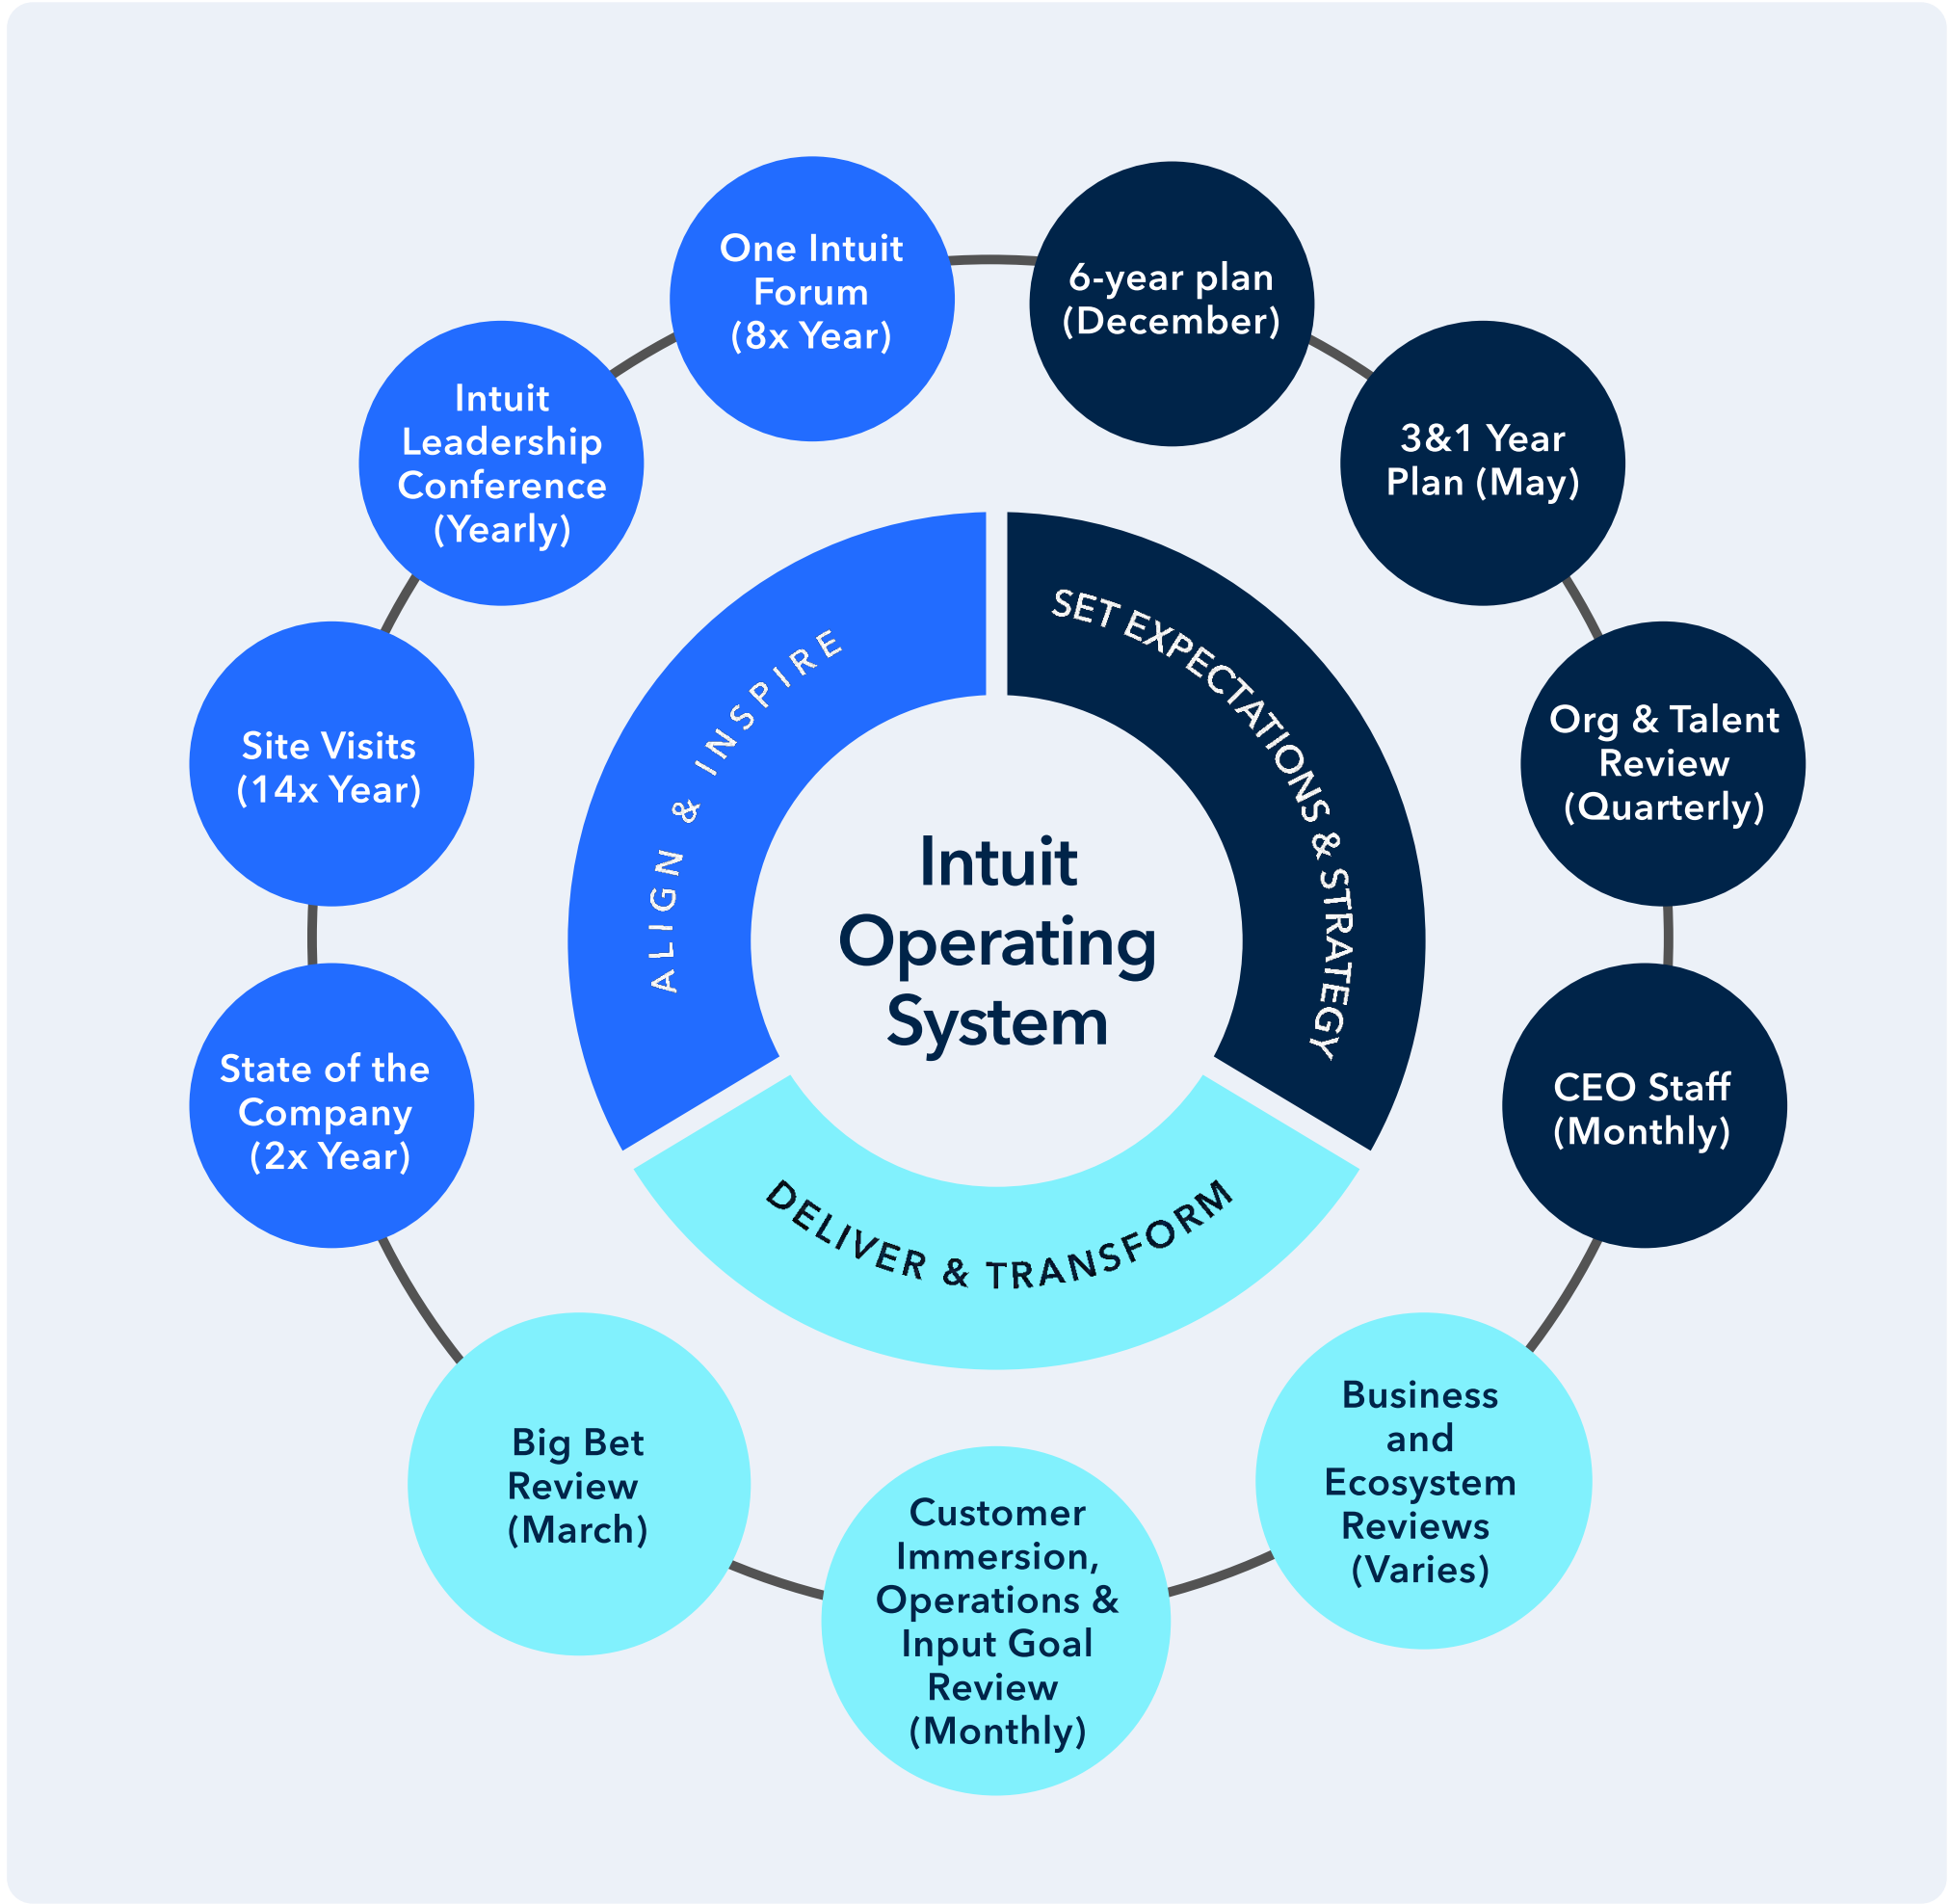 One Intuit
Forum
(8x Year)
6-year plan
(December)
Intuit
Leadership
Conference
(Yearly)
3&1 Year
Plan (May)
Site Visits
(14x Year)
Org & Talent
Review
(Quarterly)
ALIGN & INSPIRE
SET EXPECTATIONS & STRATEGY
Intuit
Operating
System
State of the
Company
(2x Year)
CEO Staff
(Monthly)
DELIVER & TRANSFORM
Big Bet
Review
(March)
Customer
Immersion,
Operations &
Input Goal
Review
(Monthly)
Business
and
Ecosystem
Reviews
(Varies)